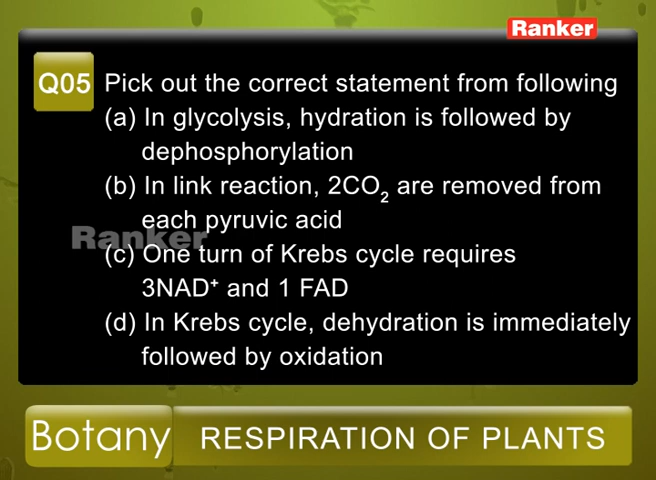 Ranker
Q05 Pick out the correct statement from following
(a) In glycolysis, hydration is followed by
dephosphorylation
(b) In link reaction, 2CO₂ are removed from
each pyruvic acid
Ranker
(c) One turn of Krebs cycle requires
3NAD⁺ and 1 FAD
(d) In Krebs cycle, dehydration is immediately
followed by oxidation
Botany RESPIRATION OF PLANTS